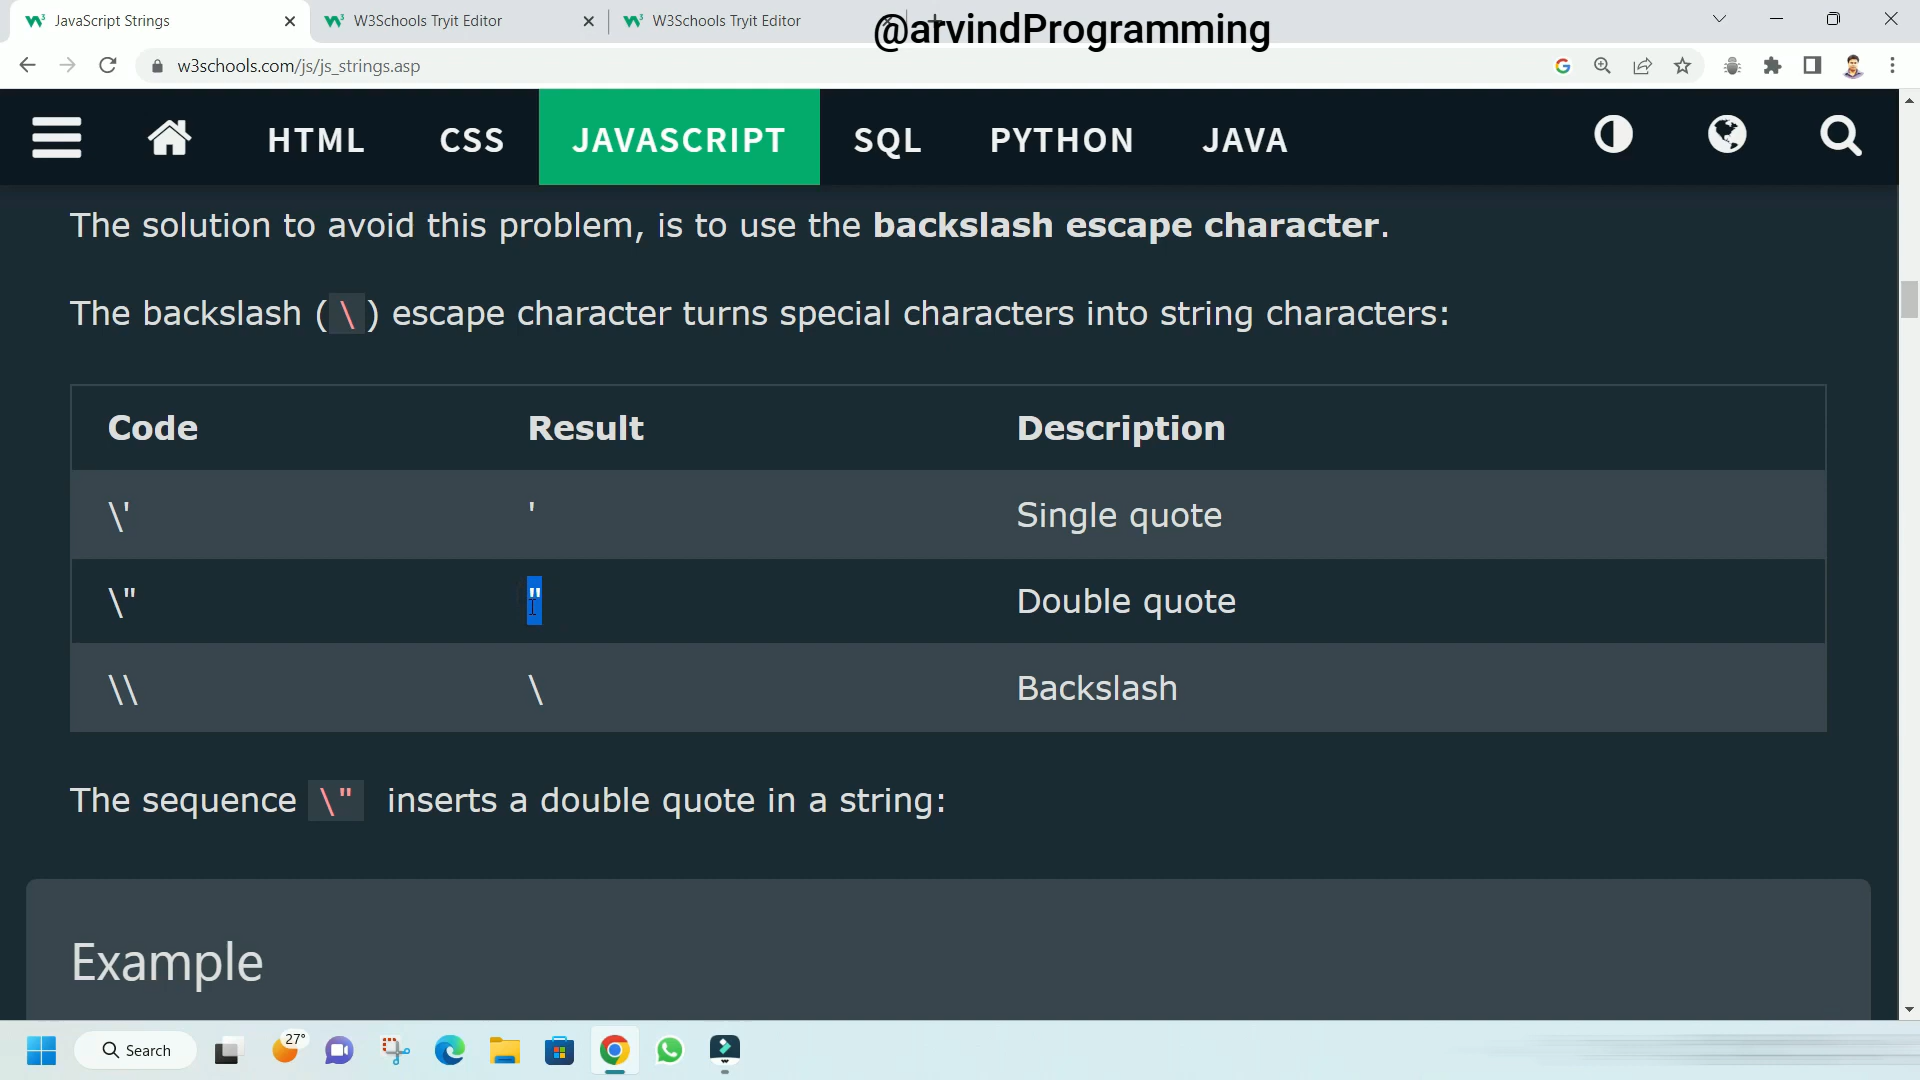 JavaScript Strings
W3Schools Tryit Editor
W3Schools Tryit Editor
@arvindProgramming
w3schools.com/js/js_strings.asp
HTML CSS JAVASCRIPT SQL PYTHON JAVA
The solution to avoid this problem, is to use the backslash escape character.
The backslash ( \ ) escape character turns special characters into string characters:
Code Result Description
\' ' Single quote
\" " Double quote
\\ \ Backslash
The sequence \" inserts a double quote in a string:
Example
27°
Search